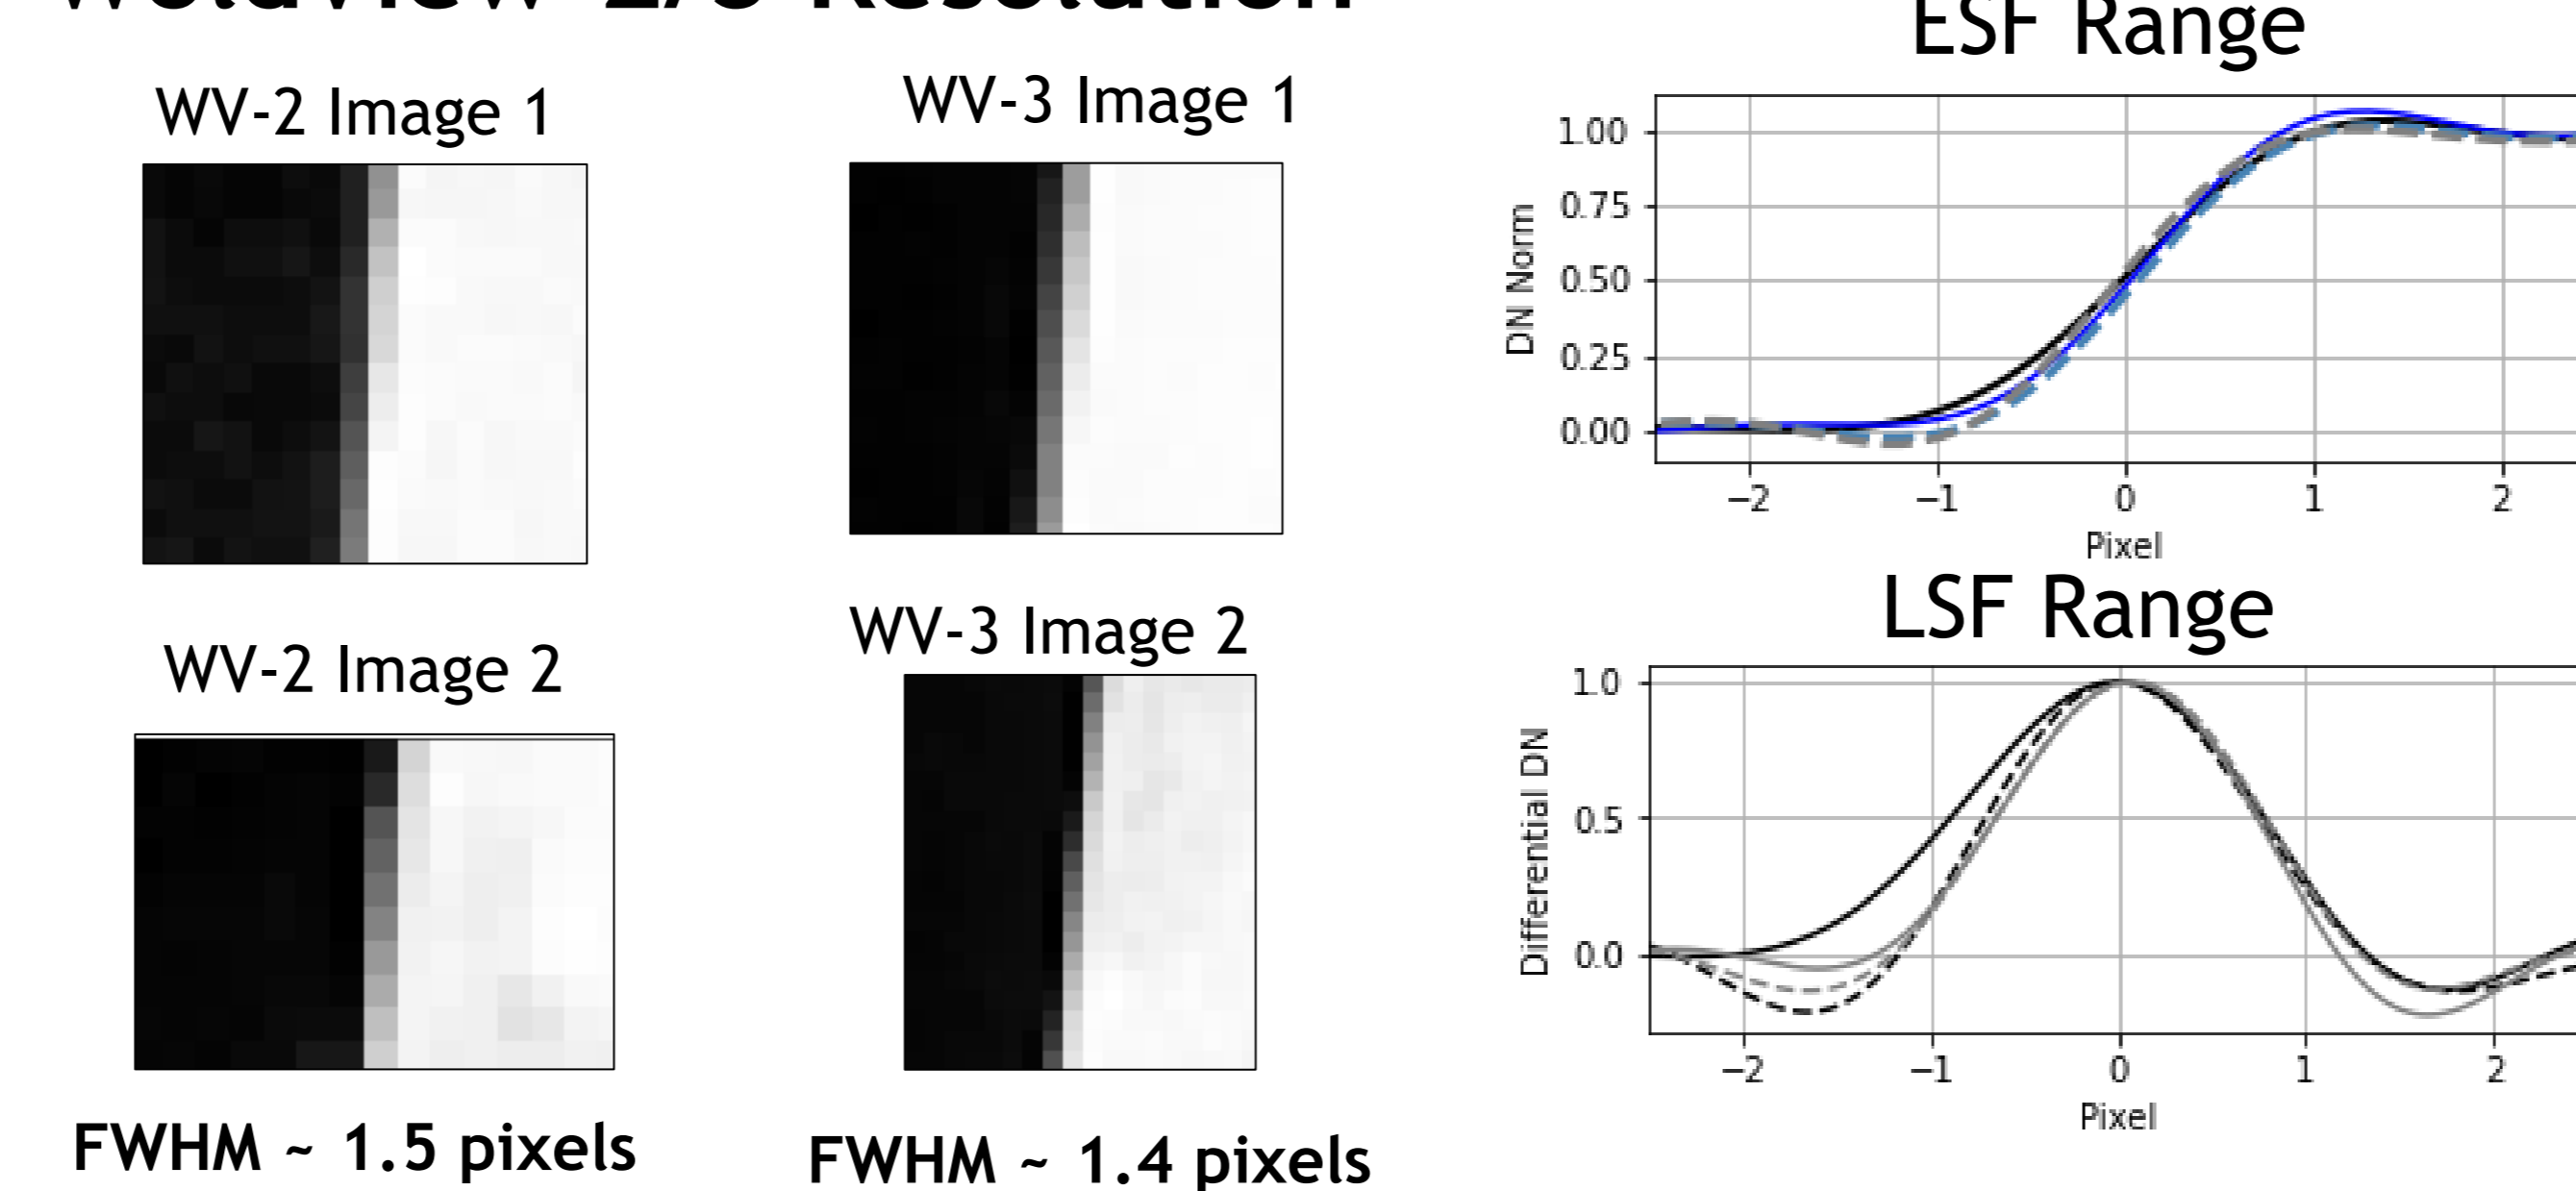 WV-2 Image 1
WV-3 Image 1
WV-2 Image 2
WV-3 Image 2
FWHM ~ 1.5 pixels
FWHM ~ 1.4 pixels
ESF Range
1.00
0.75
0.50
0.25
0.00
DN Norm
−2 −1 0 1 2
Pixel
LSF Range
1.0
0.5
0.0
Differential DN
−2 −1 0 1 2
Pixel